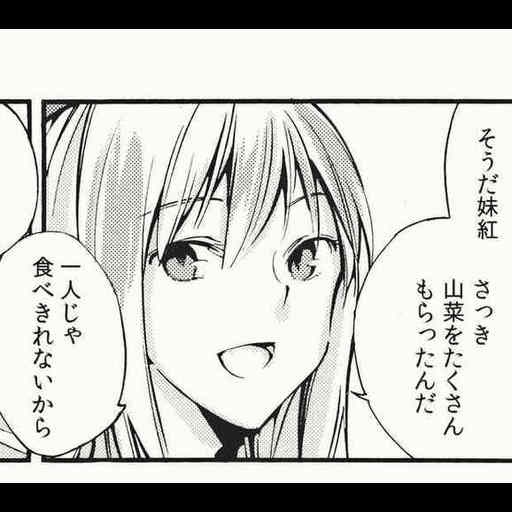 そうだ妹紅
さっき
山菜をたくさん
もらったんだ
一人じゃ
食べきれないから